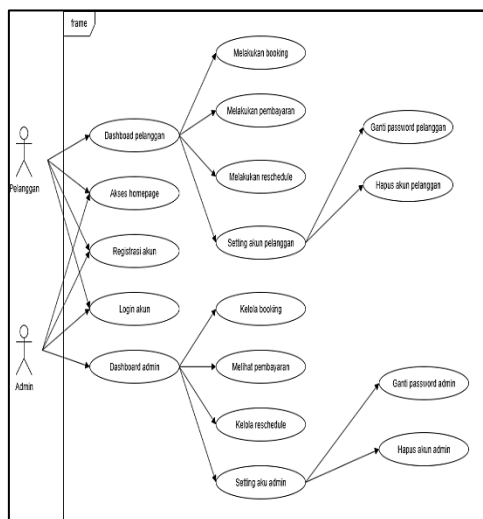 frame
Melakukan booking
Melakukan pembayaran
Dashboad pelanggan
Ganti password pelanggan
Pelanggan
Melakukan reschedule
Akses homepage
Hapus akun pelanggan
Setting akun pelanggan
Registrasi akun
Login akun
Kelola booking
Admin
Dashboard admin
Melihat pembayaran
Ganti password admin
Kelola reschedule
Hapus akun admin
Setting aku admin